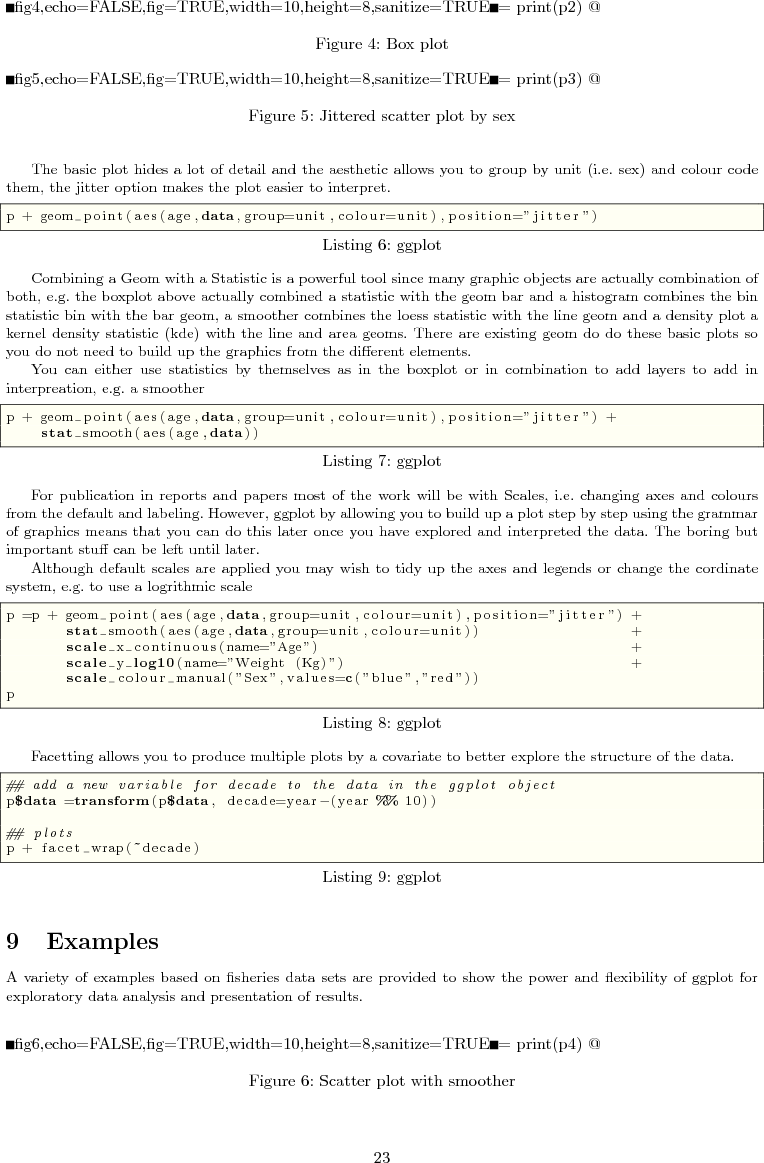 ■fig4,echo=FALSE,fig=TRUE,width=10,height=8,sanitize=TRUE■= print(p2) @
Figure 4: Box plot
■fig5,echo=FALSE,fig=TRUE,width=10,height=8,sanitize=TRUE■= print(p3) @
Figure 5: Jittered scatter plot by sex
The basic plot hides a lot of detail and the aesthetic allows you to group by unit (i.e. sex) and colour code
them, the jitter option makes the plot easier to interpret.
p + geom_point(aes(age,data,group=unit,colour=unit),position="jitter")
Listing 6: ggplot
Combining a Geom with a Statistic is a powerful tool since many graphic objects are actually combination of
both, e.g. the boxplot above actually combined a statistic with the geom bar and a histogram combines the bin
statistic bin with the bar geom, a smoother combines the loess statistic with the line geom and a density plot a
kernel density statistic (kde) with the line and area geoms. There are existing geom do do these basic plots so
you do not need to build up the graphics from the different elements.
You can either use statistics by themselves as in the boxplot or in combination to add layers to add in
interpreation, e.g. a smoother
p + geom_point(aes(age,data,group=unit,colour=unit),position="jitter") +
stat_smooth(aes(age,data))
Listing 7: ggplot
For publication in reports and papers most of the work will be with Scales, i.e. changing axes and colours
from the default and labeling. However, ggplot by allowing you to build up a plot step by step using the grammar
of graphics means that you can do this later once you have explored and interpreted the data. The boring but
important stuff can be left until later.
Although default scales are applied you may wish to tidy up the axes and legends or change the cordinate
system, e.g. to use a logrithmic scale
p =p + geom_point(aes(age,data,group=unit,colour=unit),position="jitter") +
stat_smooth(aes(age,data,group=unit,colour=unit)) +
scale_x_continuous(name="Age") +
scale_y_log10(name="Weight (Kg)") +
scale_colour_manual("Sex",values=c("blue","red"))
p
Listing 8: ggplot
Facetting allows you to produce multiple plots by a covariate to better explore the structure of the data.
## add a new variable for decade to the data in the ggplot object
p$data =transform(p$data, decade=year-(year %% 10))
## plots
p + facet_wrap(~decade)
Listing 9: ggplot
9 Examples
A variety of examples based on fisheries data sets are provided to show the power and flexibility of ggplot for
exploratory data analysis and presentation of results.
■fig6,echo=FALSE,fig=TRUE,width=10,height=8,sanitize=TRUE■= print(p4) @
Figure 6: Scatter plot with smoother
23